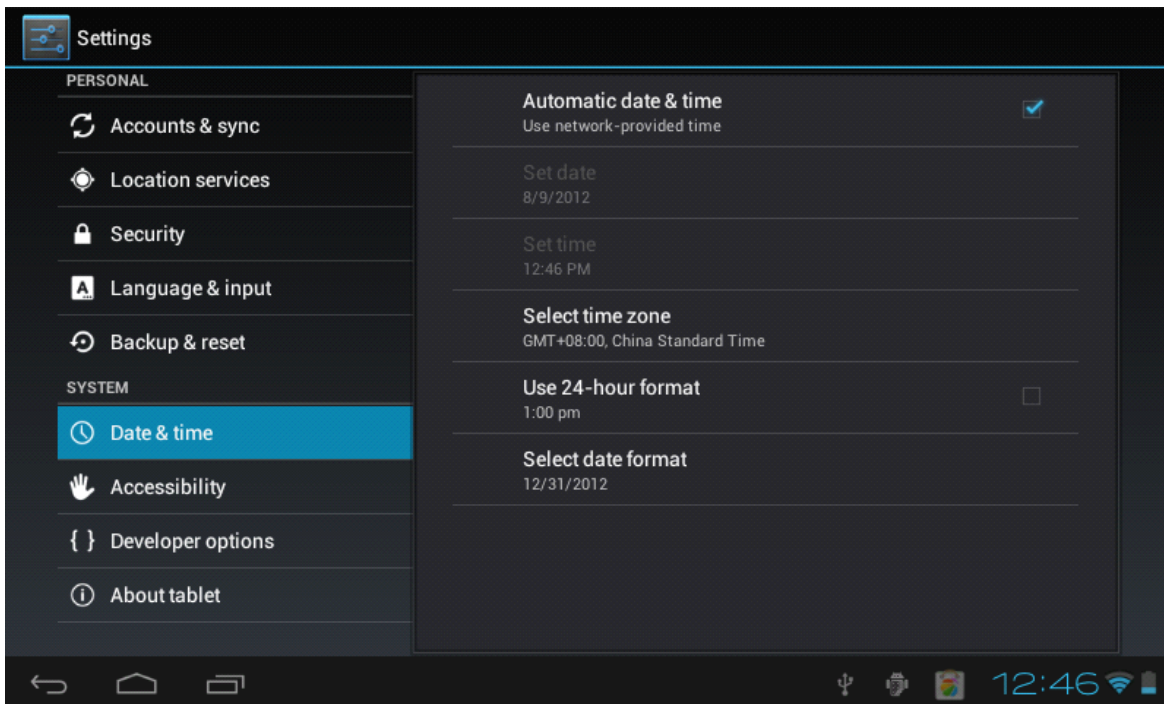 Settings
PERSONAL
Accounts & sync
Location services
Security
Language & input
Backup & reset
SYSTEM
Date & time
Accessibility
{ } Developer options
About tablet
Automatic date & time
Use network-provided time
Set date
8/9/2012
Set time
12:46 PM
Select time zone
GMT+08:00, China Standard Time
Use 24-hour format
1:00 pm
Select date format
12/31/2012
12:46